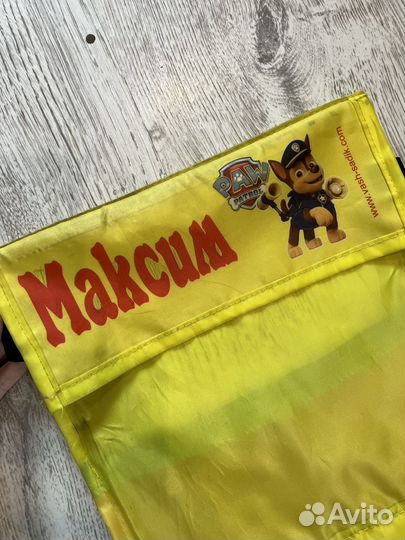 Максим
PAW
PATROL
www.vash-sadik.com
Avito